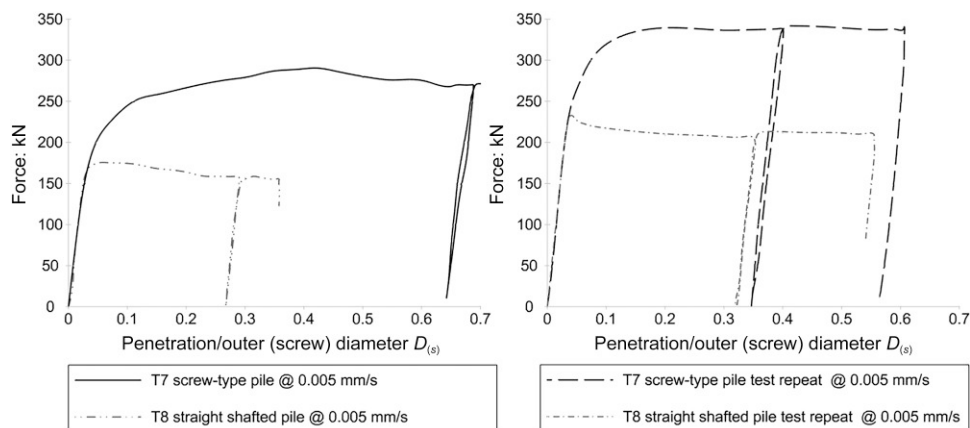 350
300
250
200
150
100
50
0
Force: kN
0 0.1 0.2 0.3 0.4 0.5 0.6 0.7
Penetration/outer (screw) diameter D(s)
T7 screw-type pile @ 0.005 mm/s
T8 straight shafted pile @ 0.005 mm/s
350
300
250
200
150
100
50
0
Force: kN
0 0.1 0.2 0.3 0.4 0.5 0.6 0.7
Penetration/outer (screw) diameter D(s)
T7 screw-type pile test repeat @ 0.005 mm/s
T8 straight shafted pile test repeat @ 0.005 mm/s